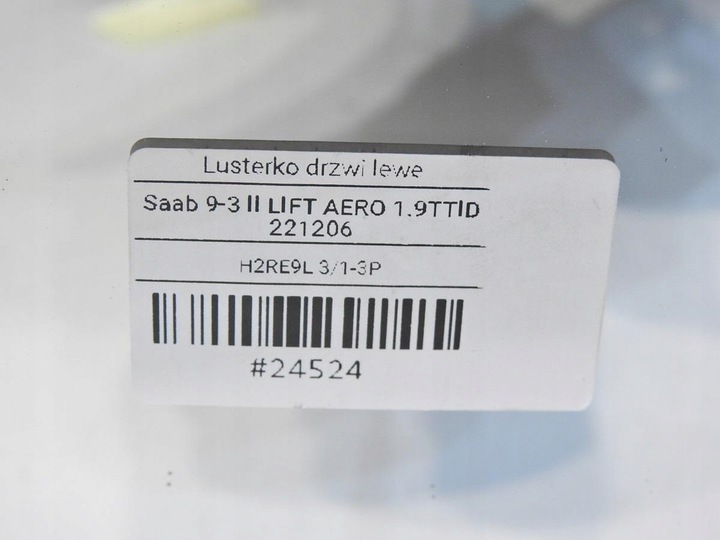 Lusterko drzwi lewe
Saab 9-3 II LIFT AERO 1.9TTID
221206
H2RE9L 3/1-3P
#24524